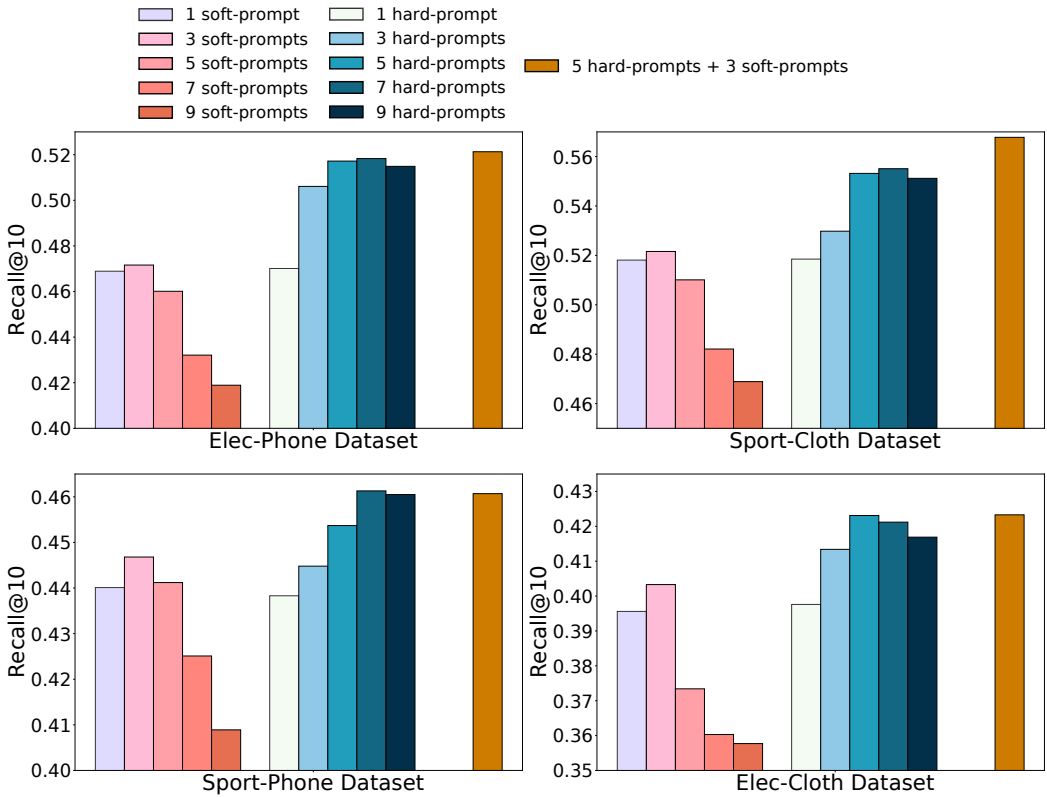 1 soft-prompt
3 soft-prompts
5 soft-prompts
7 soft-prompts
9 soft-prompts
1 hard-prompt
3 hard-prompts
5 hard-prompts
7 hard-prompts
9 hard-prompts
5 hard-prompts + 3 soft-prompts
Recall@10
0.52
0.50
0.48
0.46
0.44
0.42
0.40
Elec-Phone Dataset
Recall@10
0.56
0.54
0.52
0.50
0.48
0.46
Sport-Cloth Dataset
Recall@10
0.46
0.45
0.44
0.43
0.42
0.41
0.40
Sport-Phone Dataset
Recall@10
0.43
0.42
0.41
0.40
0.39
0.38
0.37
0.36
0.35
Elec-Cloth Dataset